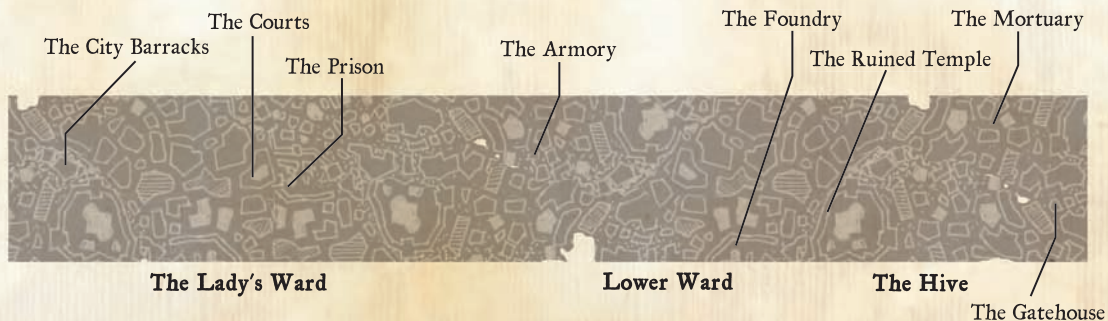 The Courts
The Foundry
The Mortuary
The City Barracks
The Prison
The Armory
The Ruined Temple
The Lady's Ward
Lower Ward
The Hive
The Gatehouse